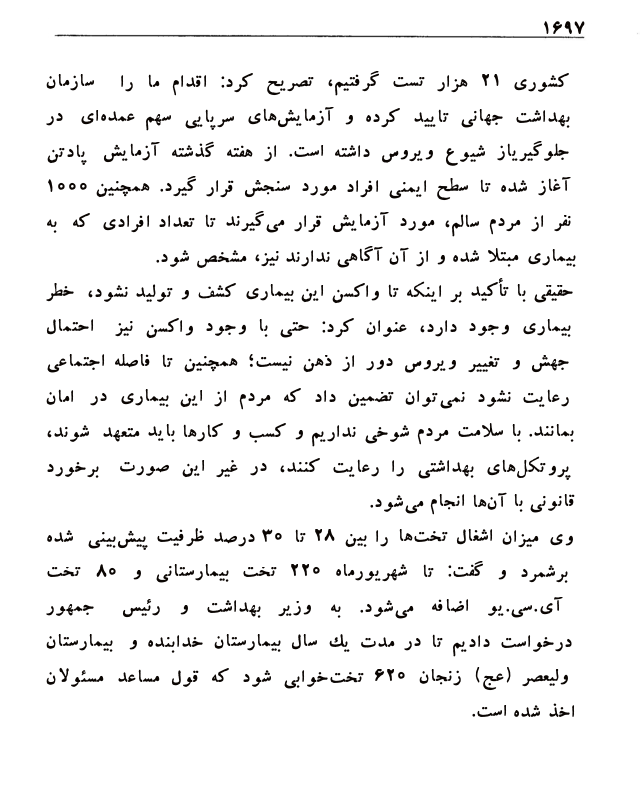 ۱۶۹۷
کشوری ۲۱ هزار تست گرفتیم، تصریح کرد: اقدام ما را سازمان
بهداشت جهانی تایید کرده و آزمایش‌های سرپایی سهم عمده‌ای در
جلوگیریاز شیوع ویروس داشته است. از هفته گذشته آزمایش پادتن
آغاز شده تا سطح ایمنی افراد مورد سنجش قرار گیرد. همچنین ۱۰۰۰
نفر از مردم سالم، مورد آزمایش قرار می‌گیرند تا تعداد افرادی که به
بیماری مبتلا شده و از آن آگاهی ندارند نیز، مشخص شود.
حقیقی با تأکید بر اینکه تا واکسن این بیماری کشف و تولید نشود، خطر
بیماری وجود دارد، عنوان کرد: حتی با وجود واکسن نیز احتمال
جهش و تغییر ویروس دور از ذهن نیست؛ همچنین تا فاصله اجتماعی
رعایت نشود نمی‌توان تضمین داد که مردم از این بیماری در امان
بمانند. با سلامت مردم شوخی نداریم و کسب و کارها باید متعهد شوند،
پروتکل‌های بهداشتی را رعایت کنند، در غیر این صورت برخورد
قانونی با آن‌ها انجام می‌شود.
وی میزان اشغال تخت‌ها را بین ۲۸ تا ۳۰ درصد ظرفیت پیش‌بینی شده
برشمرد و گفت: تا شهریورماه ۲۲۰ تخت بیمارستانی و ۸۰ تخت
آی.سی.یو اضافه می‌شود. به وزیر بهداشت و رئیس جمهور
درخواست دادیم تا در مدت یك سال بیمارستان خدابنده و بیمارستان
ولیعصر (عج) زنجان ۶۲۰ تخت‌خوابی شود که قول مساعد مسئولان
اخذ شده است.